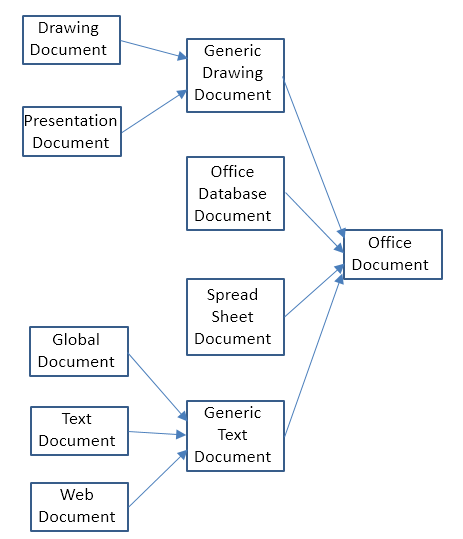 Drawing
Document
Presentation
Document
Generic
Drawing
Document
Office
Database
Document
Office
Document
Spread
Sheet
Document
Global
Document
Text
Document
Web
Document
Generic
Text
Document